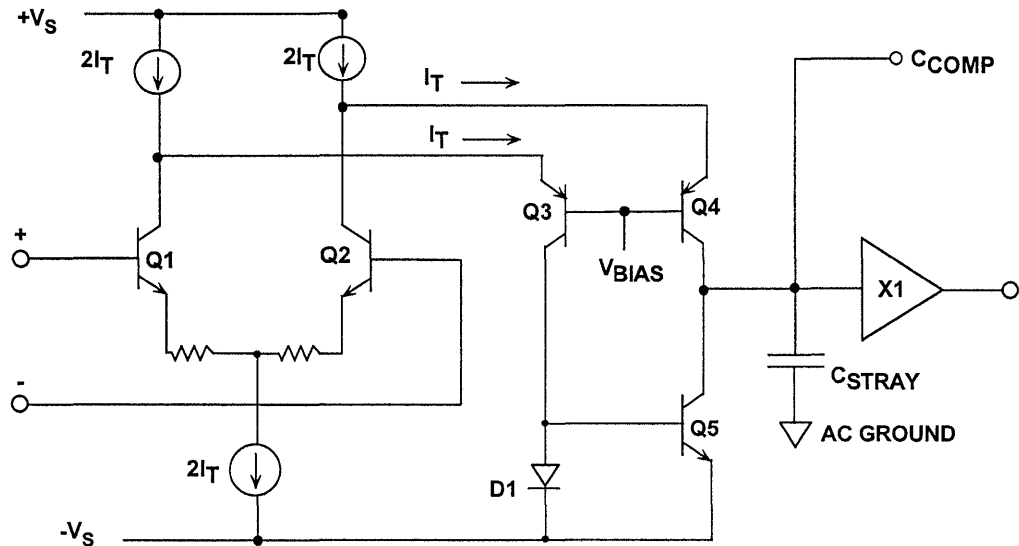 +VS
2IT
2IT
IT
IT
CCOMP
Q3
Q4
+
Q1
Q2
VBIAS
X1
-
CSTRAY
Q5
AC GROUND
2IT
D1
-VS